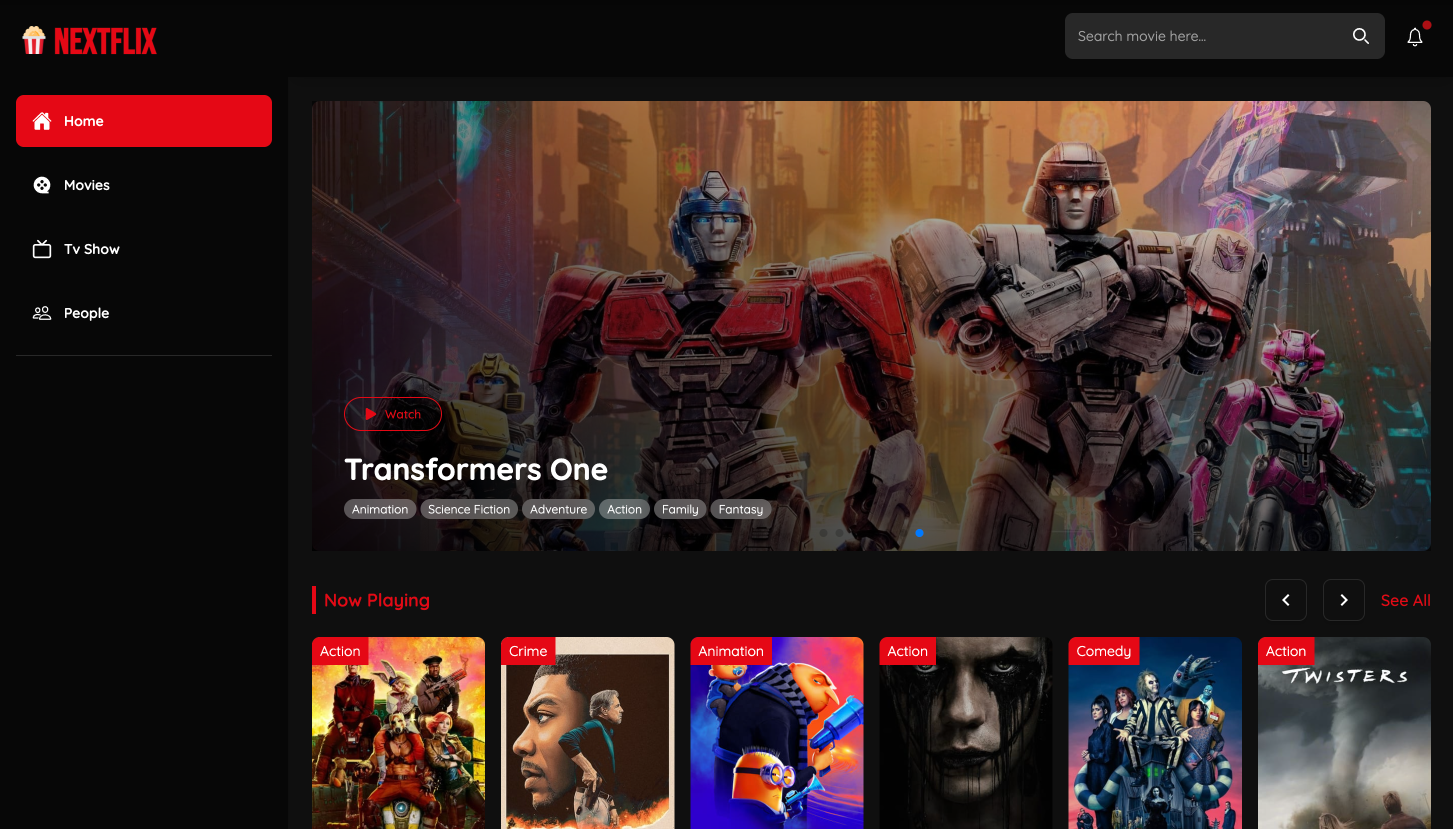 NEXTFLIX
Search movie here...
Home
Movies
Tv Show
People
Watch
Transformers One
Animation Science Fiction Adventure Action Family Fantasy
Now Playing
See All
Action Crime Animation Action Comedy Action
TWISTERS